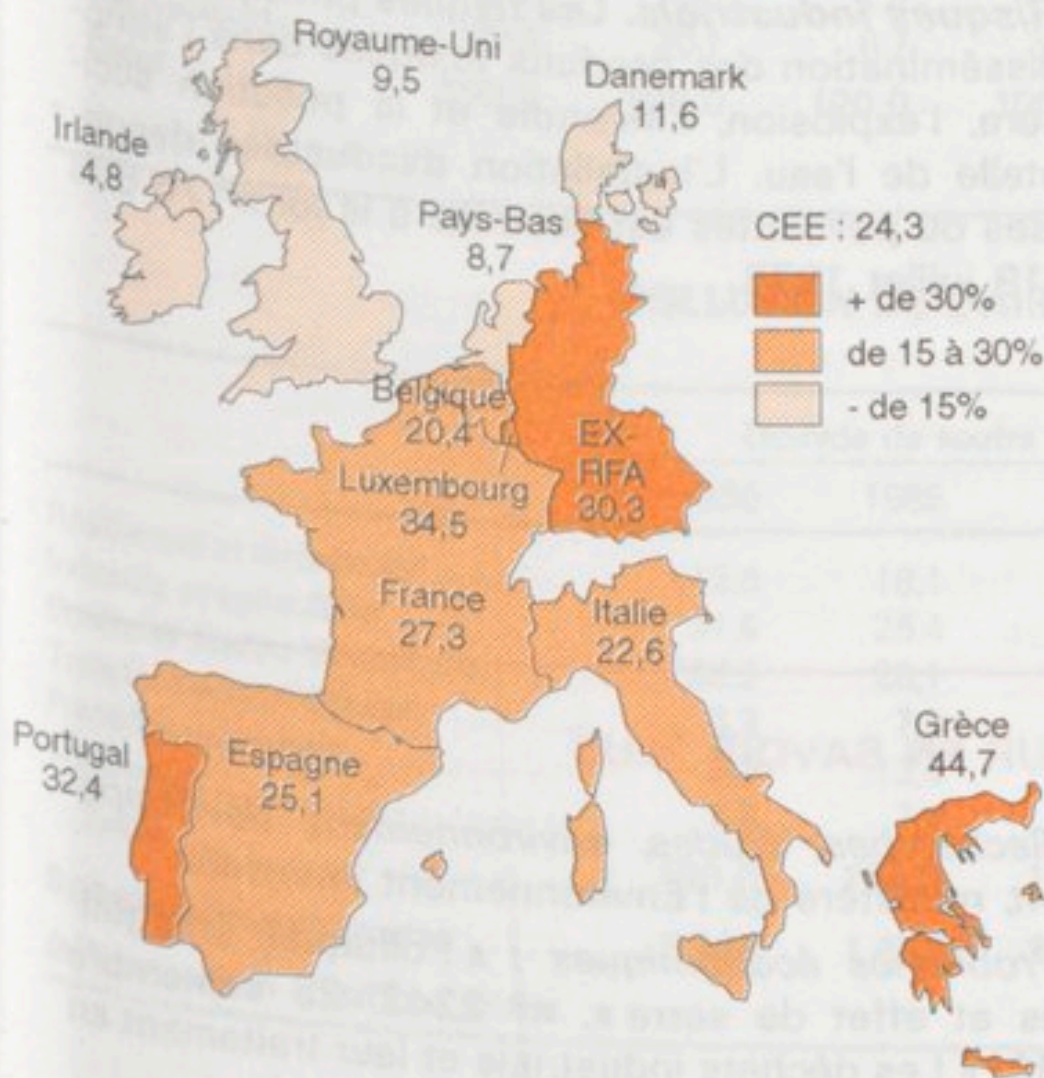 Royaume-Uni
9,5
Danemark
11,6
Irlande
4,8
Pays-Bas
8,7
CEE : 24,3
+ de 30%
de 15 à 30%
- de 15%
Belgique
20,4
EX-
RFA
30,3
Luxembourg
34,5
France
27,3
Italie
22,6
Portugal
32,4
Espagne
25,1
Grèce
44,7